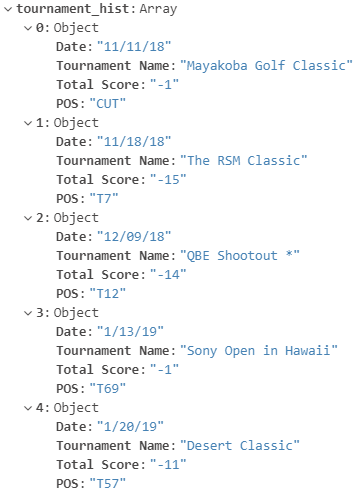 tournament_hist: Array
0: Object
Date: "11/11/18"
Tournament Name: "Mayakoba Golf Classic"
Total Score: "-1"
POS: "CUT"
1: Object
Date: "11/18/18"
Tournament Name: "The RSM Classic"
Total Score: "-15"
POS: "T7"
2: Object
Date: "12/09/18"
Tournament Name: "QBE Shootout *"
Total Score: "-14"
POS: "T12"
3: Object
Date: "1/13/19"
Tournament Name: "Sony Open in Hawaii"
Total Score: "-1"
POS: "T69"
4: Object
Date: "1/20/19"
Tournament Name: "Desert Classic"
Total Score: "-11"
POS: "T57"